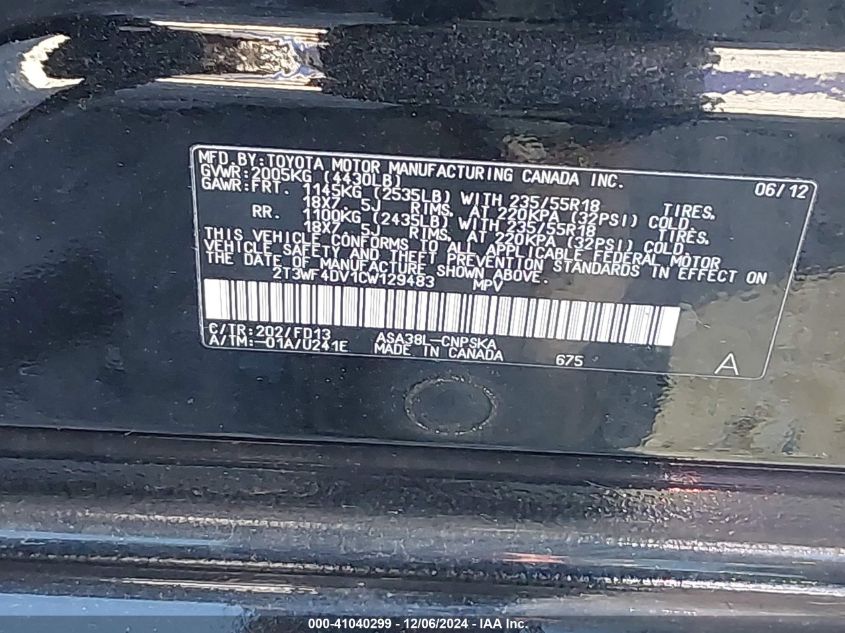 MFD.BY:TOYOTA MOTOR MANUFACTURING CANADA INC. 06/12
GVWR:2005KG (4430LB)
GAWR:FRT. 1145KG (2535LB) WITH 235/55R18 TIRES.
18X7. 5J RIMS. AT 220KPA (32PSI) COLD.
RR. 1100KG (2435LB) WITH 235/55R18 TIRES.
18X7. 5J RIMS. AT 220KPA (32PSI) COLD.
THIS VEHICLE CONFORMS TO ALL APPLICABLE FEDERAL MOTOR
VEHICLE SAFETY AND THEFT PREVENTION STANDARDS IN EFFECT ON
THE DATE OF MANUFACTURE SHOWN ABOVE.
2T3WF4DV1CW129483 MPV
C/TR:202/FD13 ASA38L-CNPSKA
A/TM:-01A/U241E MADE IN CANADA 675 A
000-41040299 - 12/06/2024 - IAA Inc.